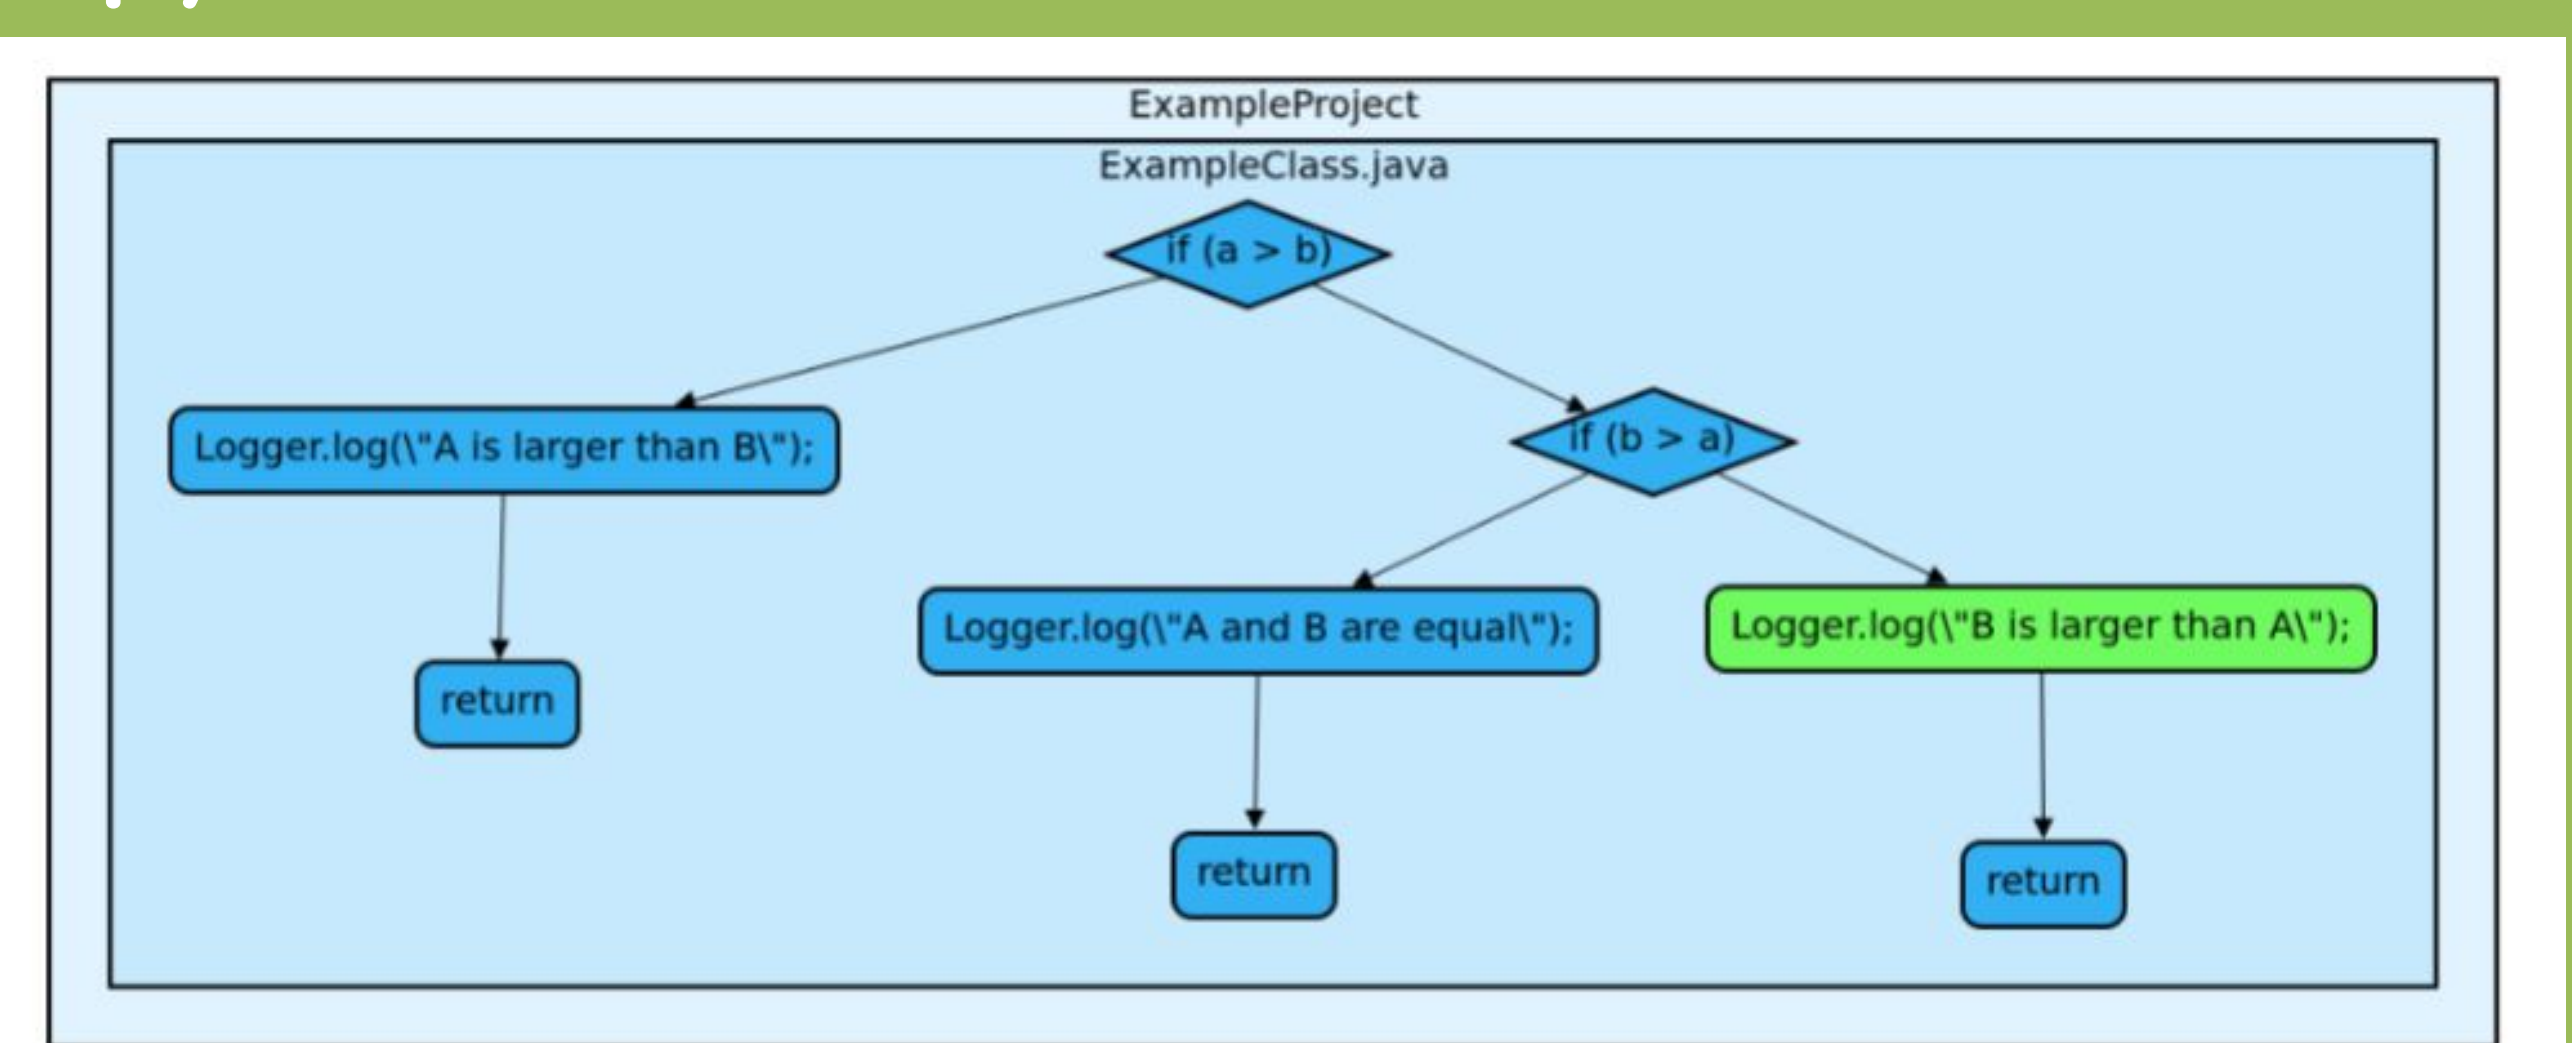 ExampleProject
ExampleClass.java
if (a > b)
Logger.log(\"A is larger than B\");
if (b > a)
Logger.log(\"A and B are equal\");
Logger.log(\"B is larger than A\");
return
return
return